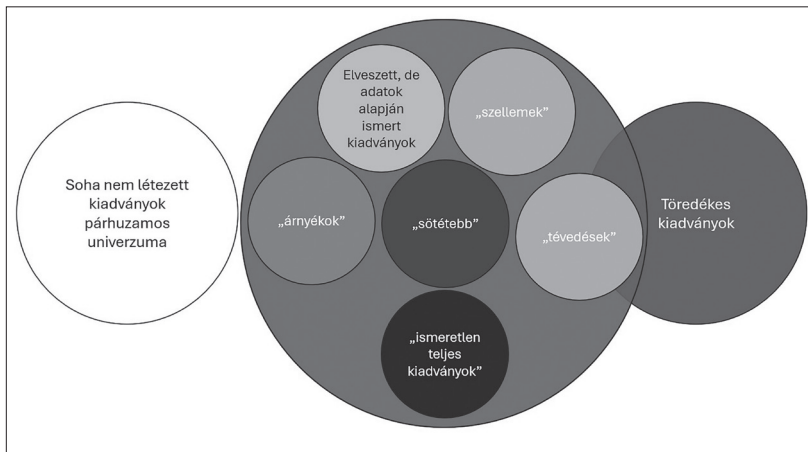 Soha nem létezett
kiadványok
párhuzamos
univerzuma
Elveszett, de
adatok
alapján
ismert
kiadványok
„szellemek”
„árnyékok”
„sötétebb”
„tévedések”
„ismeretlen
teljes
kiadványok”
Töredékes
kiadványok